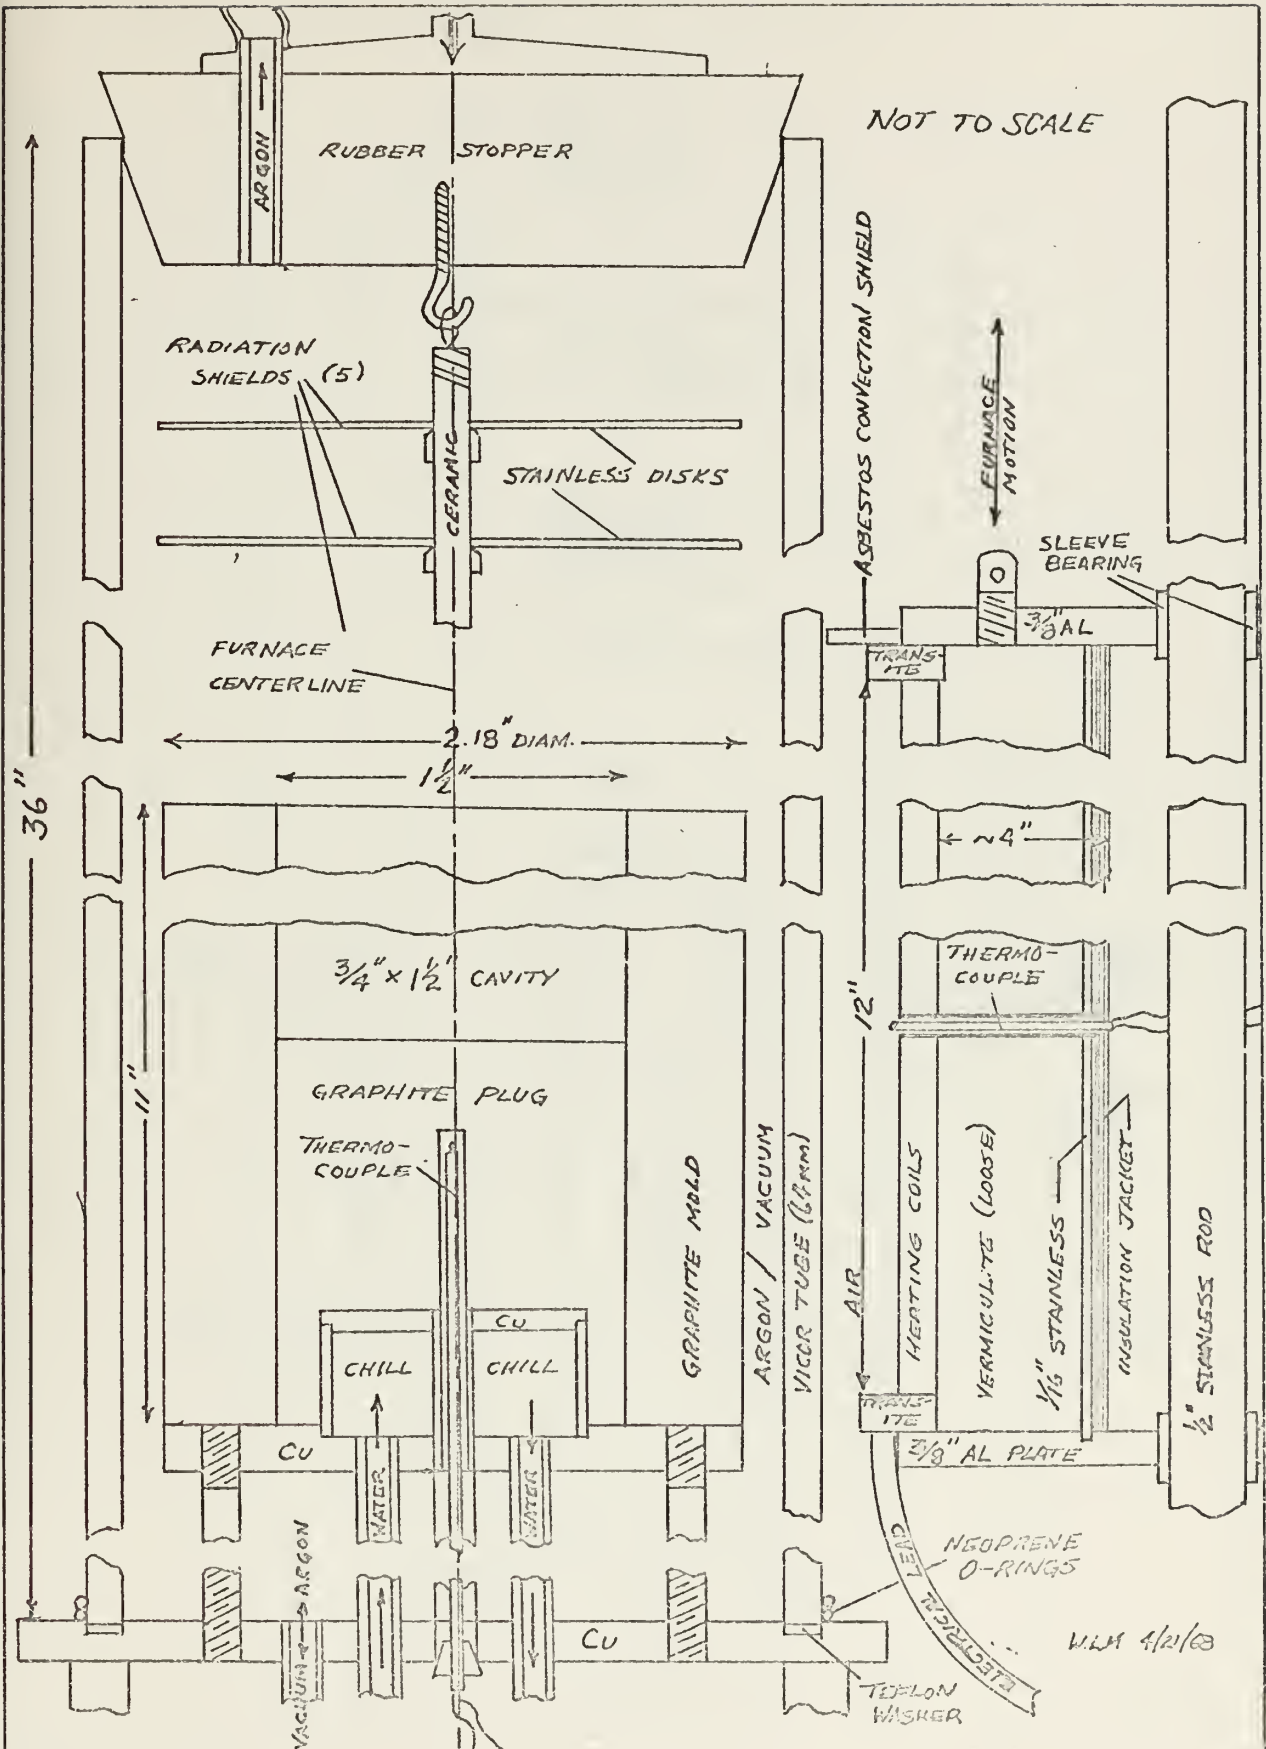 NOT TO SCALE
ARGON
RUBBER STOPPER
ASBESTOS CONVECTION SHIELD
RADIATION
SHIELDS (5)
FURNACE
MOTION
CERAMIC
STAINLESS DISKS
SLEEVE
BEARING
3/8" AL
TRANS-
ITE
FURNACE
CENTERLINE
2.18" DIAM.
1 1/2"
36"
~4"
3/4" x 1 1/2" CAVITY
THERMO-
COUPLE
12"
11"
GRAPHITE PLUG
THERMO-
COUPLE
GRAPHITE MOLD
ARGON / VACUUM
VICOR TUBE (64MM)
AIR
HEATING COILS
VERMICULITE (LOOSE)
1/16" STAINLESS
INSULATION JACKET
1/2" STAINLESS ROD
Cu
CHILL
CHILL
TRANS-
ITE
Cu
3/8" AL PLATE
WATER
WATER
VACUUM ARGON
ELECTRICAL LEAD
NEOPRENE
O-RINGS
Cu
WLM 4/21/68
TEFLON
WASHER